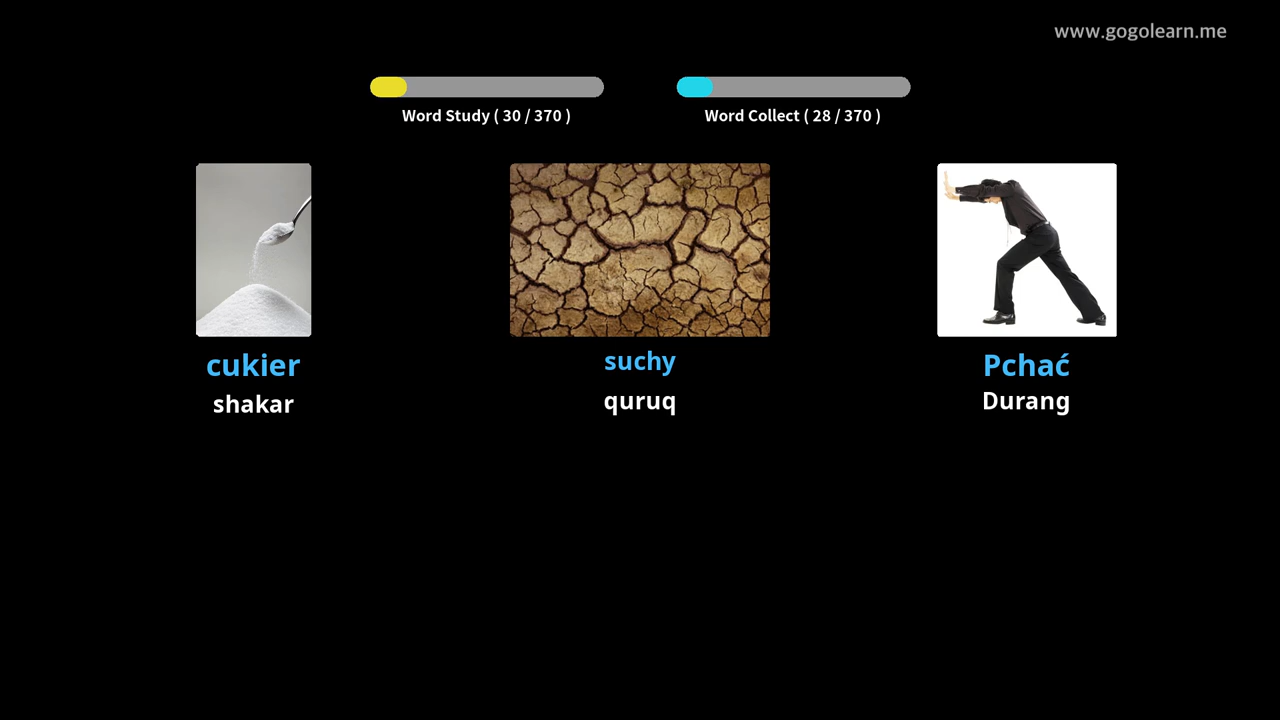 www.gogolearn.me
Word Study ( 30 / 370 )
Word Collect ( 28 / 370 )
cukier
shakar
suchy
quruq
Pchać
Durang